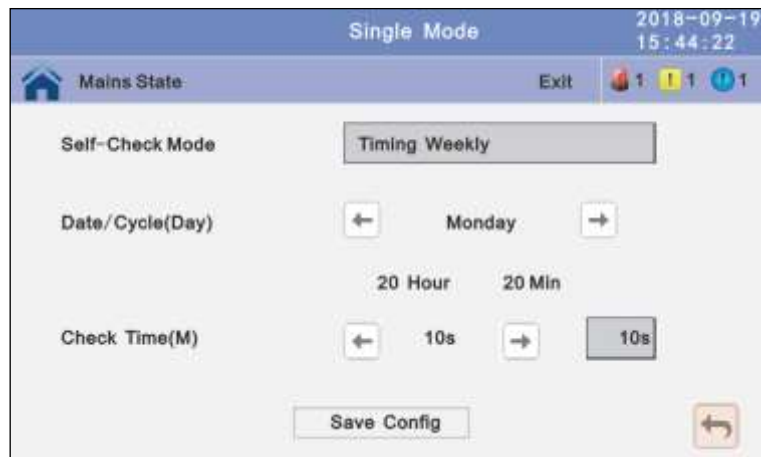 Single Mode
2018-09-19
15:44:22
Mains State Exit 1 ! 1 ! 1
Self-Check Mode Timing Weekly
Date/Cycle(Day) ← Monday →
20 Hour 20 Min
Check Time(M) ← 10s → 10s
Save Config